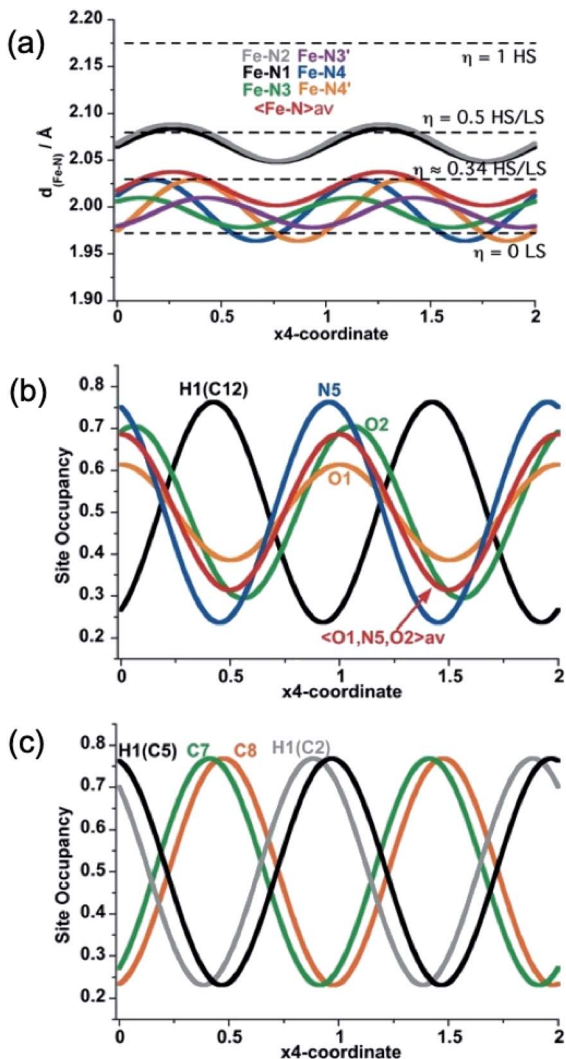 (a)
2.20
2.15
2.10
2.05
2.00
1.95
1.90
d(Fe-N) / Å
Fe-N2 Fe-N3'
Fe-N1 Fe-N4
Fe-N3 Fe-N4'
<Fe-N>av
η = 1 HS
η = 0.5 HS/LS
η ≈ 0.34 HS/LS
η = 0 LS
0 0.5 1 1.5 2
x4-coordinate
(b)
0.8
0.7
0.6
0.5
0.4
0.3
0.2
Site Occupancy
H1(C12) N5
O2
O1
<O1,N5,O2>av
0 0.5 1 1.5 2
x4-coordinate
(c)
0.8
0.7
0.6
0.5
0.4
0.3
0.2
Site Occupancy
H1(C5) C7 C8 H1(C2)
0 0.5 1 1.5 2
x4-coordinate